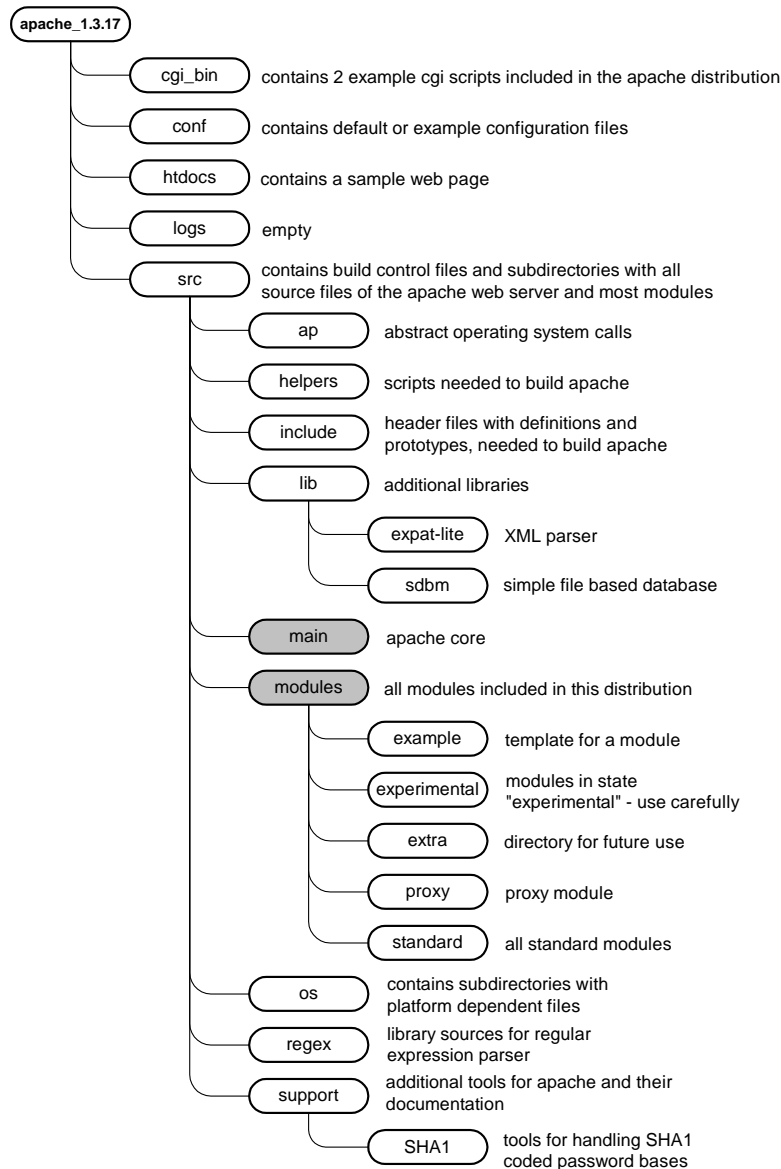 apache_1.3.17
cgi_bin
contains 2 example cgi scripts included in the apache distribution
conf
contains default or example configuration files
htdocs
contains a sample web page
logs
empty
src
contains build control files and subdirectories with all
source files of the apache web server and most modules
ap
abstract operating system calls
helpers
scripts needed to build apache
include
header files with definitions and
prototypes, needed to build apache
lib
additional libraries
expat-lite
XML parser
sdbm
simple file based database
main
apache core
modules
all modules included in this distribution
example
template for a module
experimental
modules in state
"experimental" - use carefully
extra
directory for future use
proxy
proxy module
standard
all standard modules
os
contains subdirectories with
platform dependent files
regex
library sources for regular
expression parser
support
additional tools for apache and their
documentation
SHA1
tools for handling SHA1
coded password bases